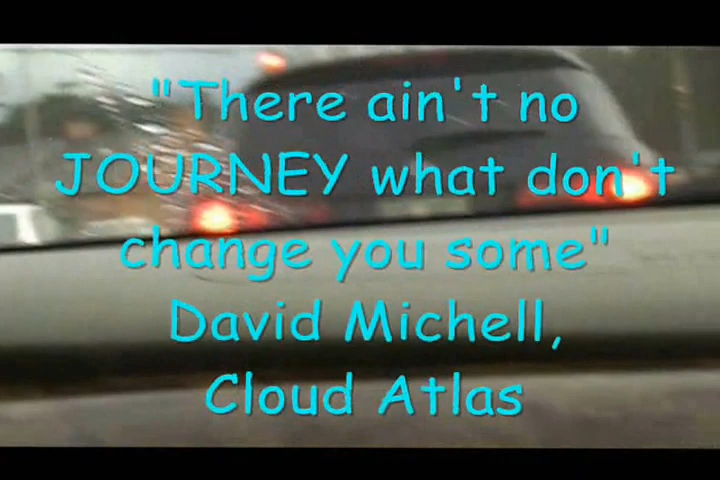 "There ain't no
JOURNEY what don't
change you some"
David Michell,
Cloud Atlas